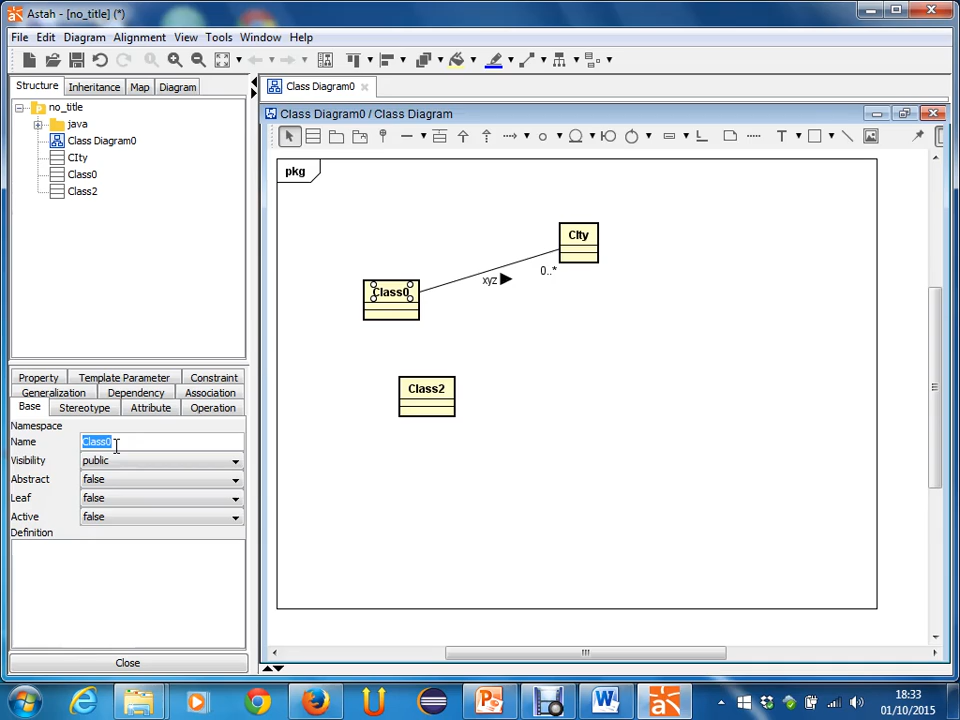 Astah - [no_title] (*)
File Edit Diagram Alignment View Tools Window Help
Structure Inheritance Map Diagram
no_title
java
Class Diagram0
CIty
Class0
Class2
Class Diagram0
Class Diagram0 / Class Diagram
T
pkg
CIty
0..*
xyz
Class0
Class2
Property Template Parameter Constraint
Generalization Dependency Association
Base Stereotype Attribute Operation
Namespace
Name Class0
Visibility public
Abstract false
Leaf false
Active false
Definition
Close
18:33
01/10/2015